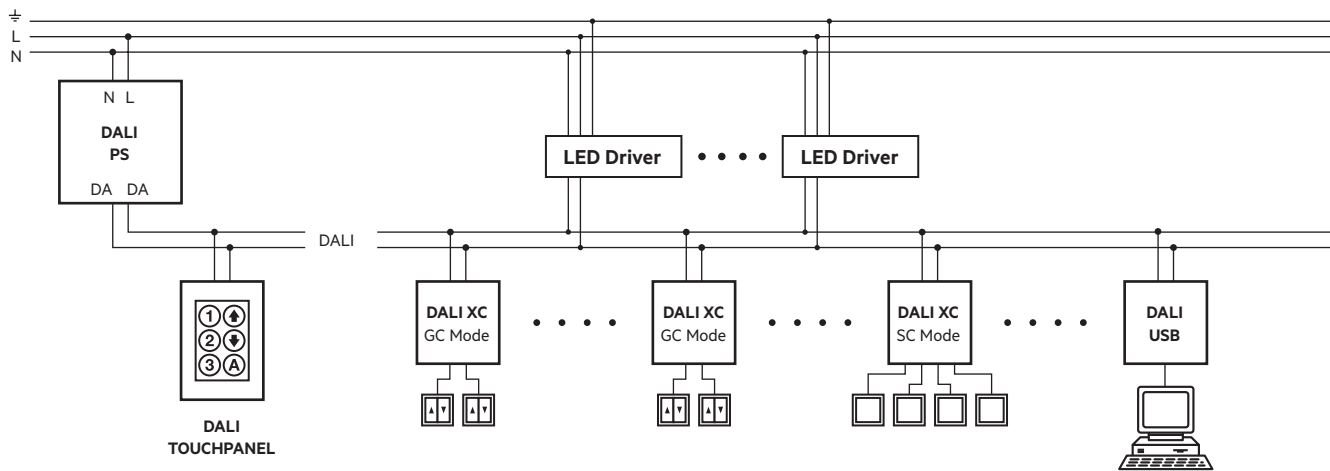 L
N
N L
DALI
PS
DA DA
LED Driver
LED Driver
DALI
1
2
3 A
DALI
TOUCHPANEL
DALI XC
GC Mode
DALI XC
GC Mode
DALI XC
SC Mode
DALI
USB